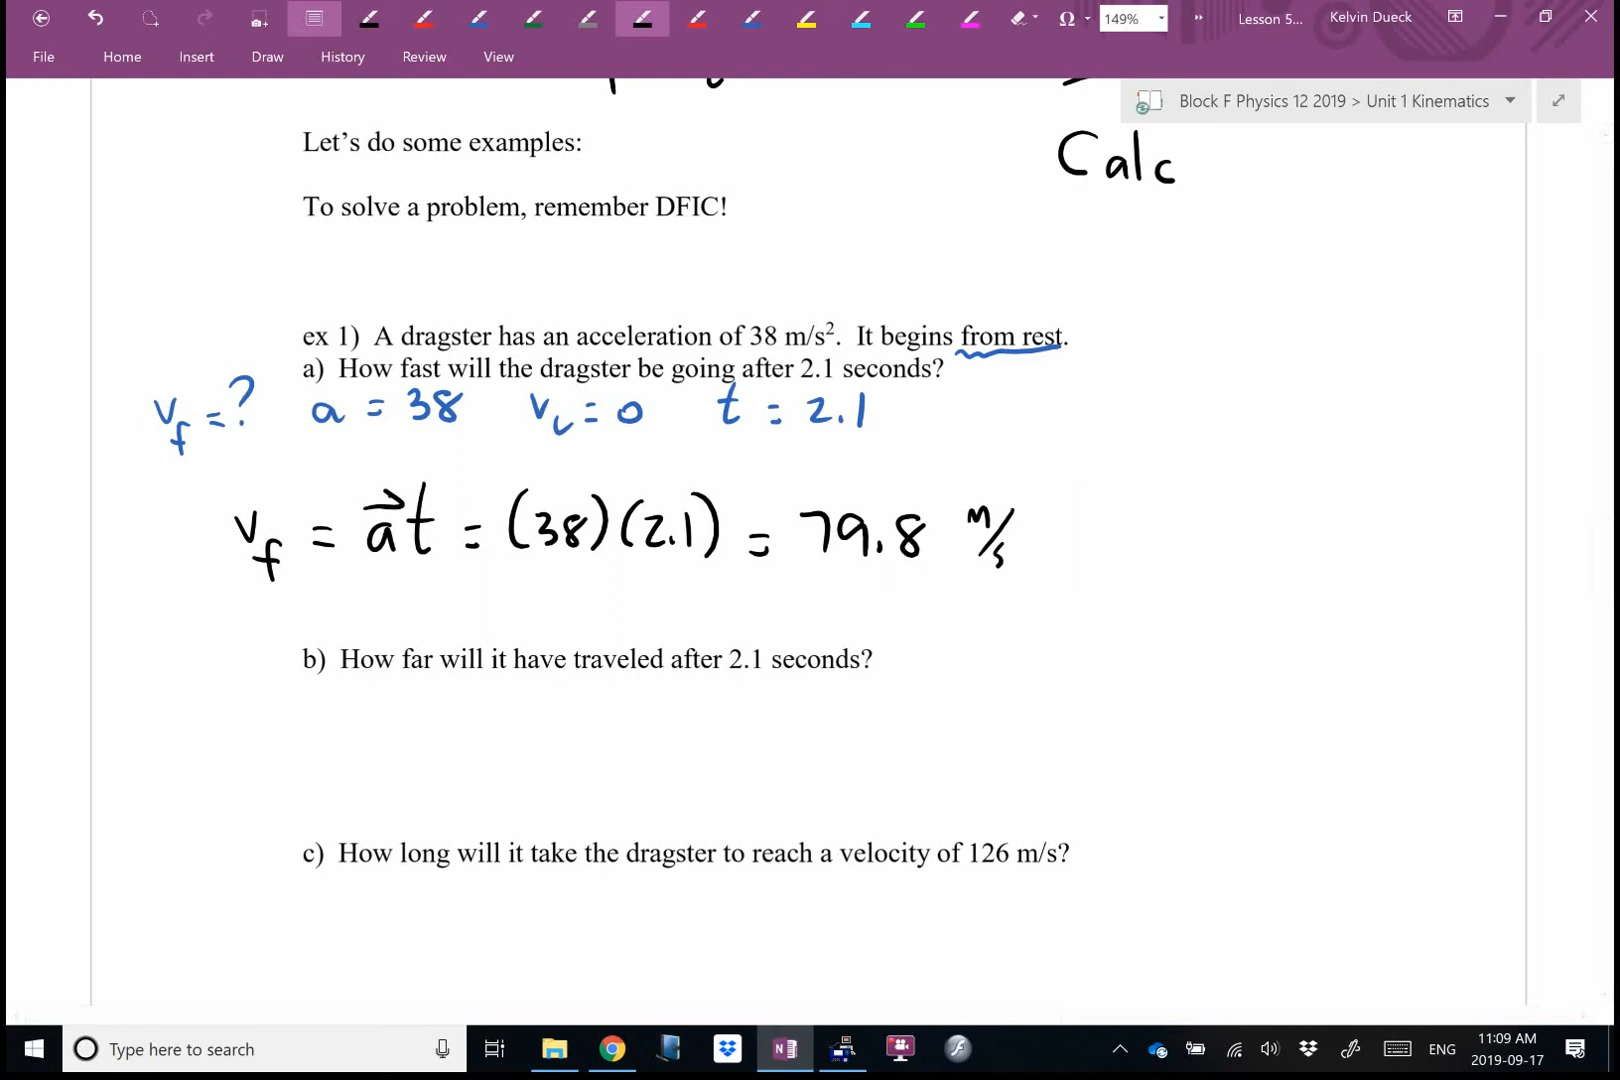 149%
Lesson 5...
Kelvin Dueck
File Home Insert Draw History Review View
Block F Physics 12 2019 > Unit 1 Kinematics
Let's do some examples:
Calc
To solve a problem, remember DFIC!
ex 1) A dragster has an acceleration of 38 m/s². It begins from rest.
a) How fast will the dragster be going after 2.1 seconds?
v_f = ? a = 38 v_i = 0 t = 2.1
v_f = a⃗t = (38)(2.1) = 79.8 m/s
b) How far will it have traveled after 2.1 seconds?
c) How long will it take the dragster to reach a velocity of 126 m/s?
Type here to search
ENG
11:09 AM
2019-09-17